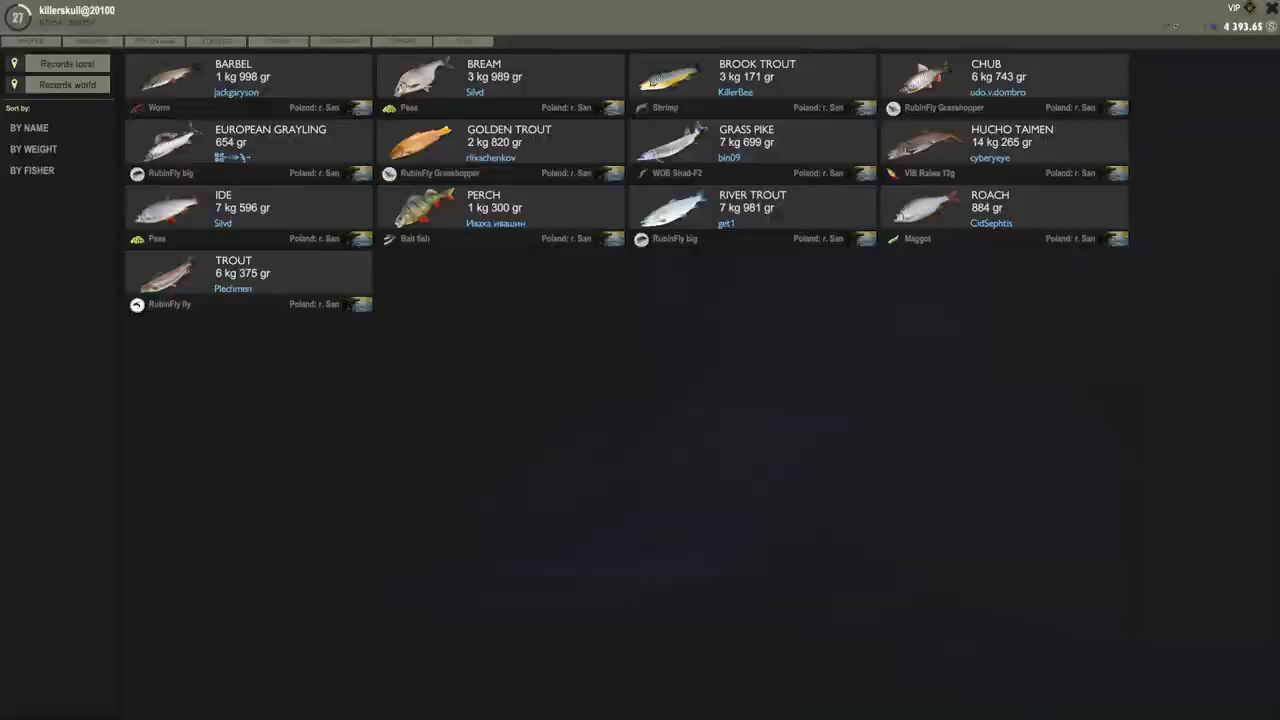 27
killerskull@20100
VIP
4 393.65
Records local
Records world
Sort by:
BY NAME
BY WEIGHT
BY FISHER
BARBEL
1 kg 998 gr
jackgaryson
Worm
Poland: r. San
BREAM
3 kg 989 gr
Silvd
Peas
Poland: r. San
BROOK TROUT
3 kg 171 gr
KillerBee
Shrimp
Poland: r. San
CHUB
6 kg 743 gr
udo.v.dombro
RubinFly Grasshopper
Poland: r. San
EUROPEAN GRAYLING
654 gr
RubinFly big
Poland: r. San
GOLDEN TROUT
2 kg 820 gr
rlixachenkov
RubinFly Grasshopper
Poland: r. San
GRASS PIKE
7 kg 699 gr
bin09
WOB Shad-F2
Poland: r. San
HUCHO TAIMEN
14 kg 265 gr
cyberyeye
VIB Raiwa 12g
Poland: r. San
IDE
7 kg 596 gr
Silvd
Peas
Poland: r. San
PERCH
1 kg 300 gr
Иваха ивашин
Bait fish
Poland: r. San
RIVER TROUT
7 kg 981 gr
get1
RubinFly big
Poland: r. San
ROACH
884 gr
CidSephtis
Maggot
Poland: r. San
TROUT
6 kg 375 gr
Plechmen
RubinFly fly
Poland: r. San